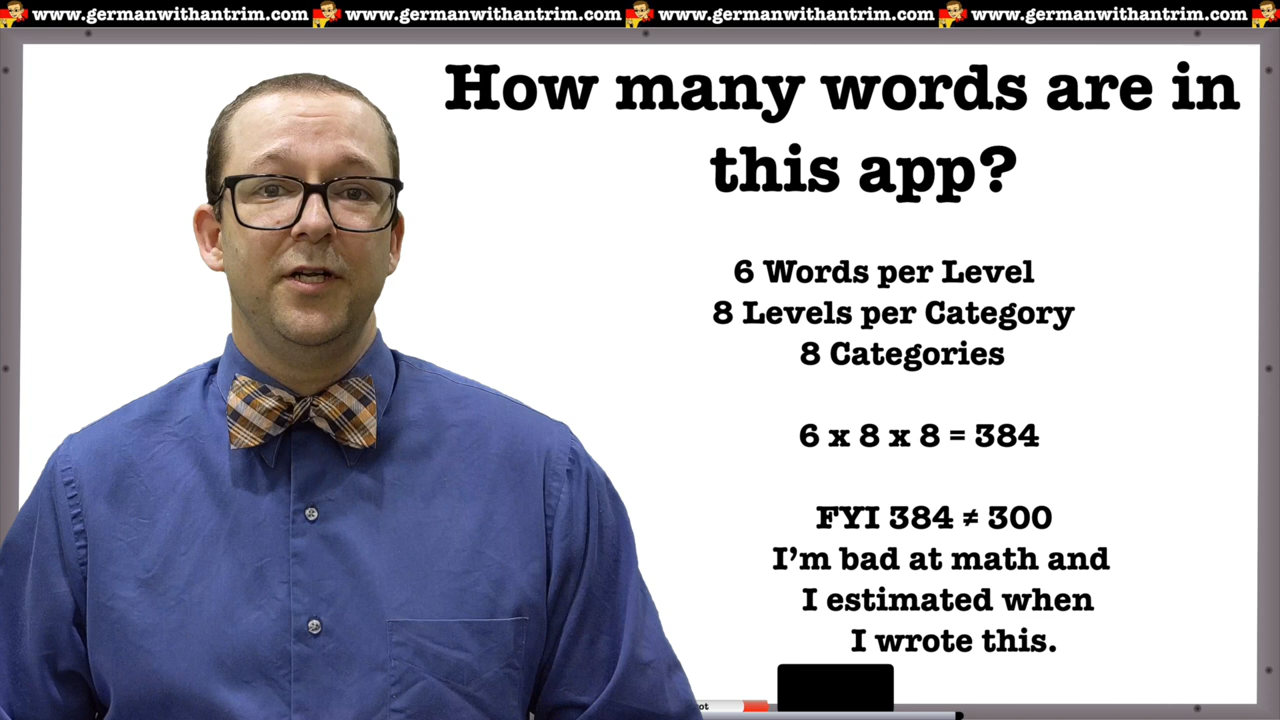 www.germanwithantrim.com www.germanwithantrim.com www.germanwithantrim.com www.germanwithantrim.com
How many words are in
this app?
6 Words per Level
8 Levels per Category
8 Categories
6 x 8 x 8 = 384
FYI 384 ≠ 300
I'm bad at math and
I estimated when
I wrote this.